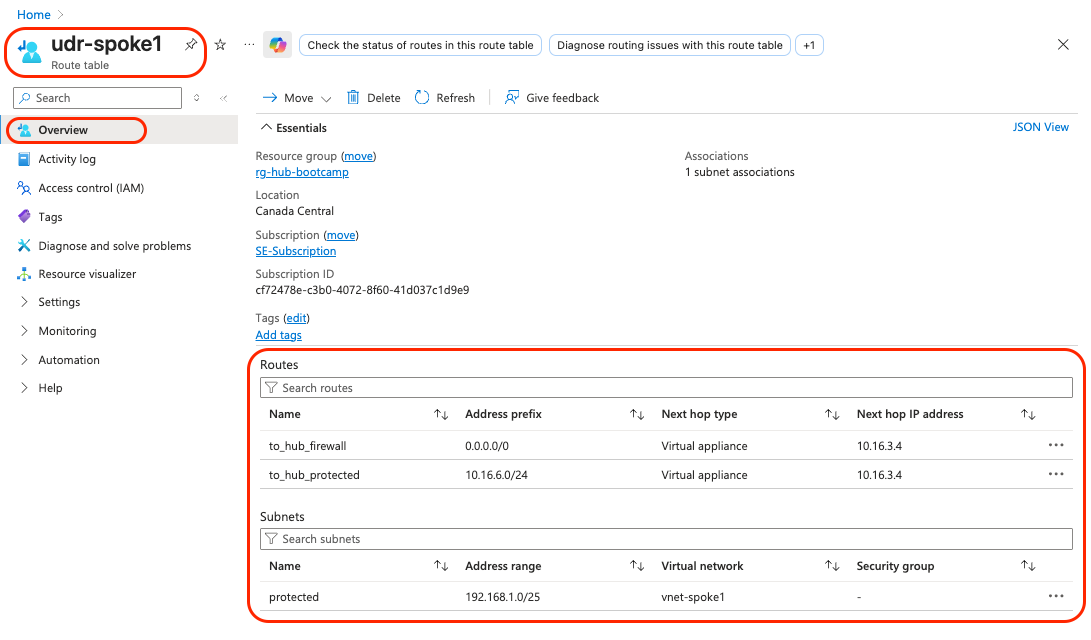 Home
udr-spoke1
Route table
Check the status of routes in this route table
Diagnose routing issues with this route table
+1
Search
Move
Delete
Refresh
Give feedback
Overview
Activity log
Access control (IAM)
Tags
Diagnose and solve problems
Resource visualizer
Settings
Monitoring
Automation
Help
Essentials
JSON View
Resource group (move)
rg-hub-bootcamp
Location
Canada Central
Subscription (move)
SE-Subscription
Subscription ID
cf72478e-c3b0-4072-8f60-41d037c1d9e9
Tags (edit)
Add tags
Associations
1 subnet associations
Routes
Search routes
Name Address prefix Next hop type Next hop IP address
to_hub_firewall 0.0.0.0/0 Virtual appliance 10.16.3.4
to_hub_protected 10.16.6.0/24 Virtual appliance 10.16.3.4
Subnets
Search subnets
Name Address range Virtual network Security group
protected 192.168.1.0/25 vnet-spoke1 -